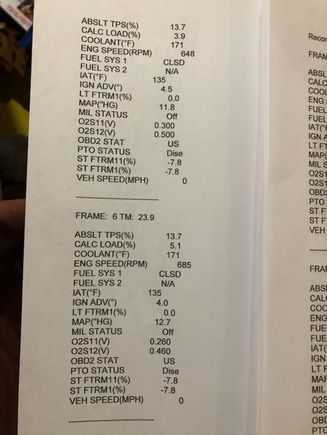 ABSLT TPS(%) 13.7
CALC LOAD(%) 3.9
COOLANT(°F) 171
ENG SPEED(RPM) 648
FUEL SYS 1 CLSD
FUEL SYS 2 N/A
IAT(°F) 135
IGN ADV(°) 4.5
LT FTRM1(%) 0.0
MAP("HG) 11.8
MIL STATUS Off
O2S11(V) 0.300
O2S12(V) 0.500
OBD2 STAT US
PTO STATUS Dise
ST FTRM11(%) -7.8
ST FTRM1(%) -7.8
VEH SPEED(MPH) 0
FRAME: 6 TM: 23.9
ABSLT TPS(%) 13.7
CALC LOAD(%) 5.1
COOLANT(°F) 171
ENG SPEED(RPM) 685
FUEL SYS 1 CLSD
FUEL SYS 2 N/A
IAT(°F) 135
IGN ADV(°) 4.0
LT FTRM1(%) 0.0
MAP("HG) 12.7
MIL STATUS Off
O2S11(V) 0.260
O2S12(V) 0.460
OBD2 STAT US
PTO STATUS Dise
ST FTRM11(%) -7.8
ST FTRM1(%) -7.8
VEH SPEED(MPH) 0
Recor
FRAM
ABSL
CALC
COOL
ENG
FUEL
FUEL
IAT(°F
IGN A
LT FT
MAP(
MIL S
O2S1
O2S1
OBD2
PTO
ST F
ST F
VEH
FRAM
ABS
CAL
COO
ENG
FUE
FUE
IAT(
IGN
LT F
MAP
MIL
O2S
O2S
OBD
PTO